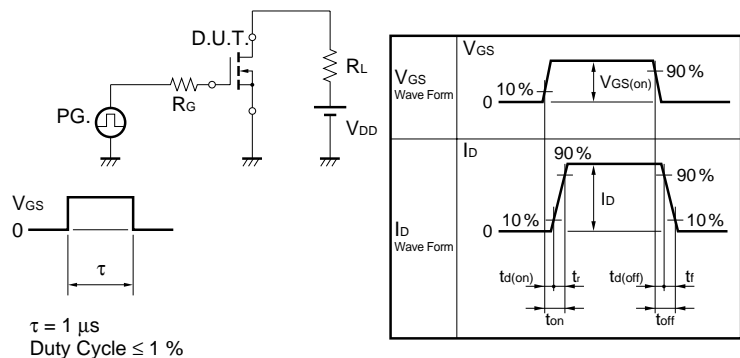 D.U.T.
RL
RG
PG.
VDD
VGS
0
τ
τ = 1 μs
Duty Cycle ≤ 1 %
VGS
Wave Form
VGS
10 %
VGS(on)
90 %
0
ID
Wave Form
ID
90 %
90 %
ID
10 %
10 %
0
td(on)
tr
td(off)
tf
ton
toff